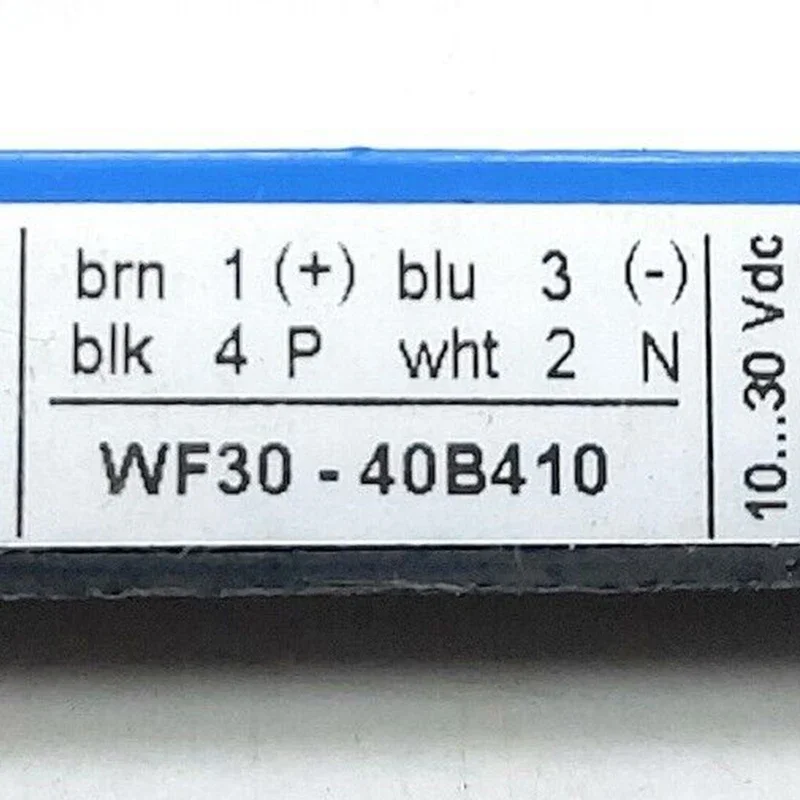 brn 1 (+) blu 3 (-)
blk 4 P wht 2 N
WF30 - 40B410
10...30 Vdc